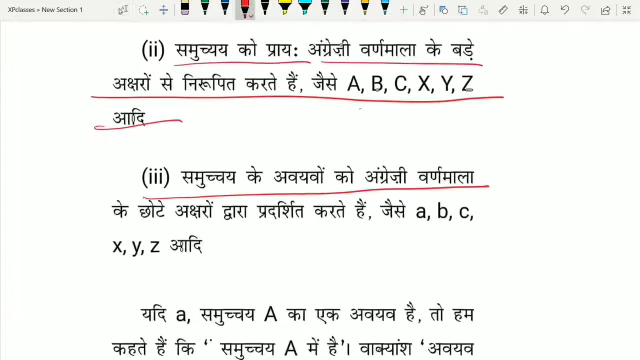 XPclasses » New Section 1
(ii) समुच्यय को प्रायः अंग्रेज़ी वर्णमाला के बड़े
अक्षरों से निरूपित करते हैं, जैसे A, B, C, X, Y, Z
आदि
(iii) समुच्चय के अवयवों को अंग्रेज़ी वर्णमाला
के छोटे अक्षरों द्वारा प्रदर्शित करते हैं, जैसे a, b, c,
x, y, z आदि
यदि a, समुच्चय A का एक अवयव है, तो हम
कहते हैं कि '' समुच्चय A में है'। वाक्यांश 'अवयव